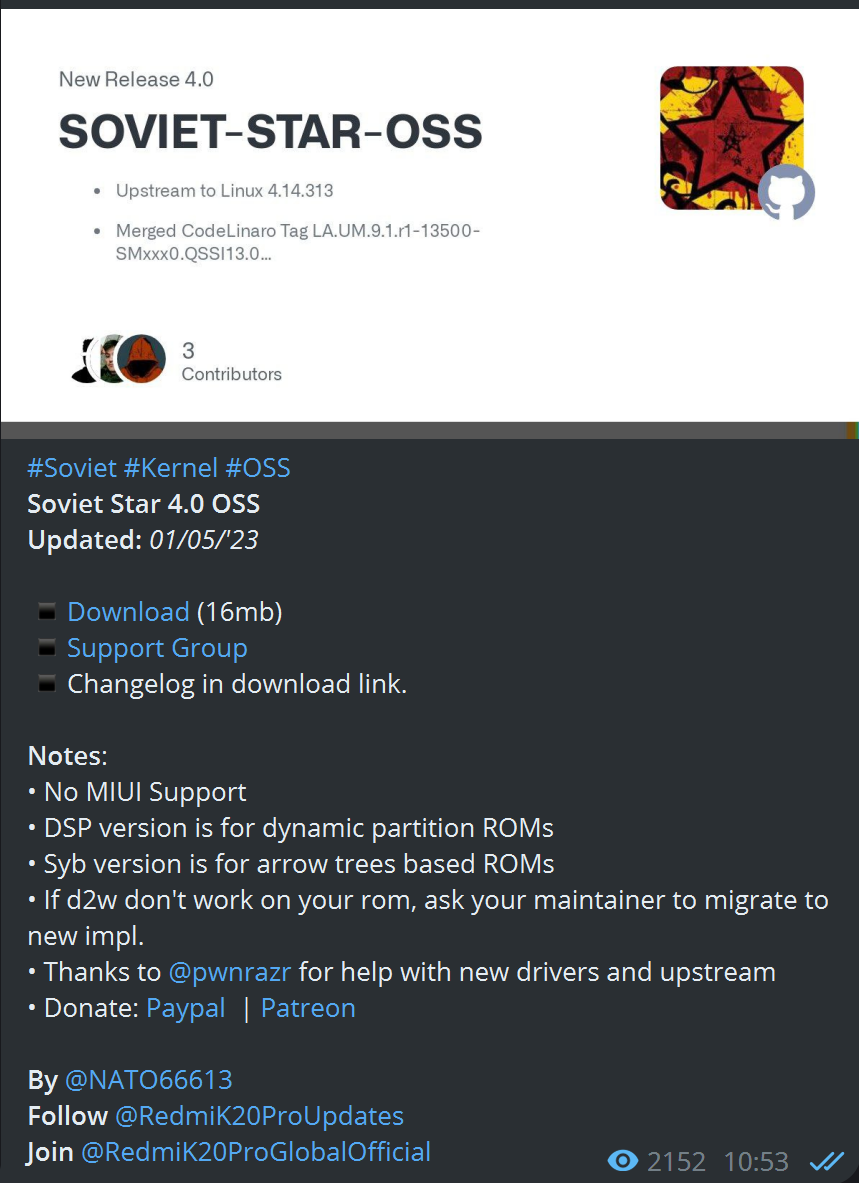 New Release 4.0
SOVIET-STAR-OSS
• Upstream to Linux 4.14.313
• Merged CodeLinaro Tag LA.UM.9.1.r1-13500-
SMxxx0.QSSI13.0...
3
Contributors
#Soviet #Kernel #OSS
Soviet Star 4.0 OSS
Updated: 01/05/'23
▪ Download (16mb)
▪ Support Group
▪ Changelog in download link.
Notes:
• No MIUI Support
• DSP version is for dynamic partition ROMs
• Syb version is for arrow trees based ROMs
• If d2w don't work on your rom, ask your maintainer to migrate to
new impl.
• Thanks to @pwnrazr for help with new drivers and upstream
• Donate: Paypal | Patreon
By @NATO66613
Follow @RedmiK20ProUpdates
Join @RedmiK20ProGlobalOfficial
2152 10:53